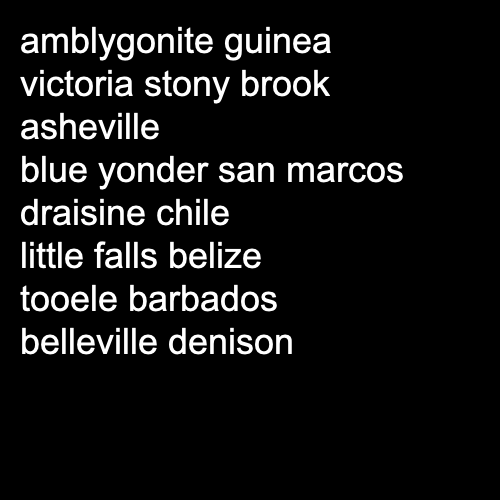 amblygonite guinea
victoria stony brook
asheville
blue yonder san marcos
draisine chile
little falls belize
tooele barbados
belleville denison